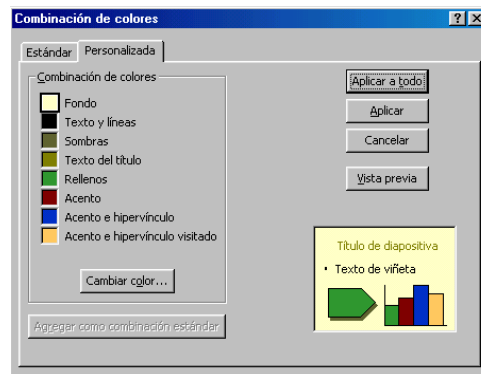 Combinación de colores
Estándar
Personalizada
Combinación de colores
Fondo
Texto y líneas
Sombras
Texto del título
Rellenos
Acento
Acento e hipervínculo
Acento e hipervínculo visitado
Cambiar color...
Agregar como combinación estándar
Aplicar a todo
Aplicar
Cancelar
Vista previa
Título de diapositiva
• Texto de viñeta